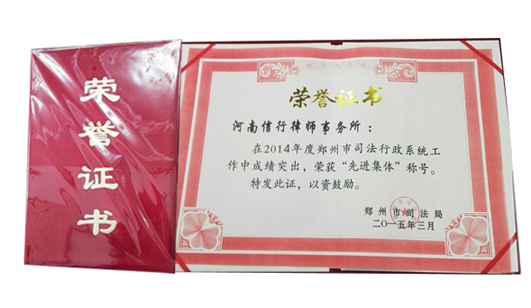 荣誉证书
荣誉证书
河南信行律师事务所：
在2014年度郑州市司法行政系统工
作中成绩突出，荣获“先进集体”称号。
特发此证，以资鼓励。
郑州市司法局
二〇一五年三月